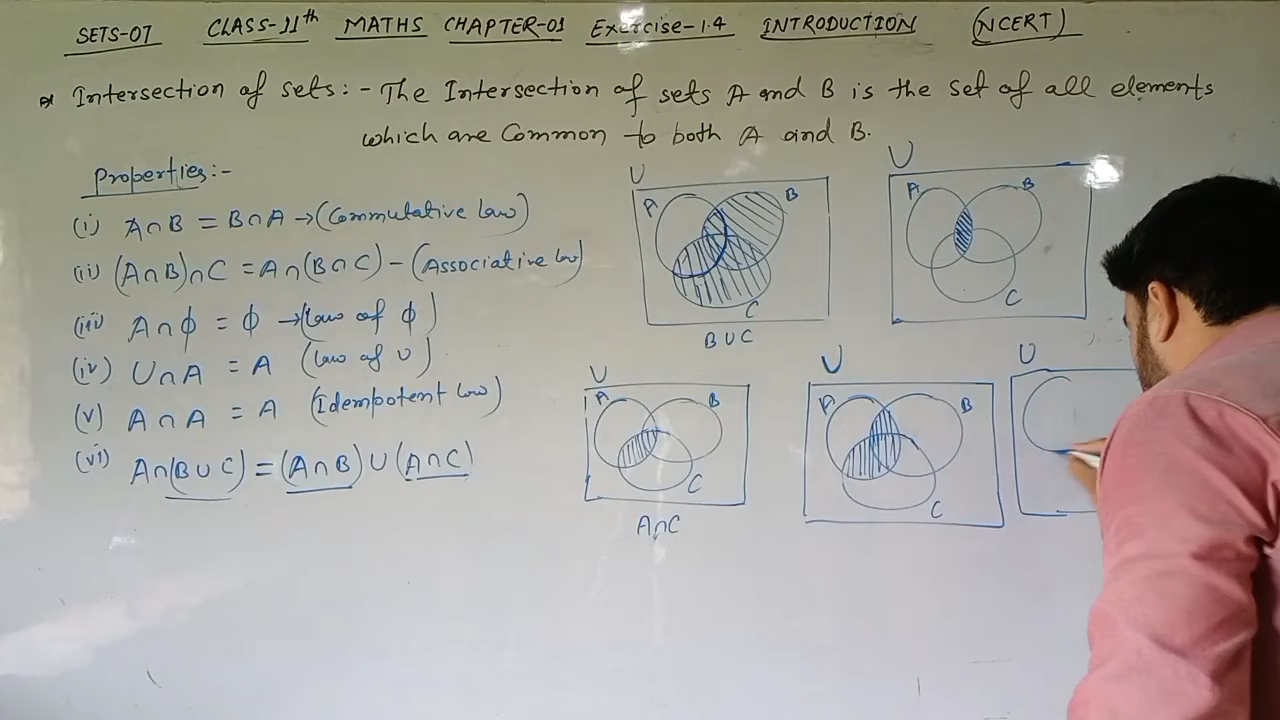 SETS-07 CLASS-11th MATHS CHAPTER-01 Exercise-1.4 INTRODUCTION (NCERT)
Intersection of sets:- The Intersection of sets A and B is the set of all elements
which are Common to both A and B.
Properties:-
(i) A∩B = B∩A → (Commutative law)
(ii) (A∩B)∩C = A∩(B∩C) - (Associative law)
(iii) A∩ϕ = ϕ → (law of ϕ)
(iv) U∩A = A (law of U)
(v) A∩A = A (Idempotent law)
(vi) A∩(B∪C) = (A∩B) ∪ (A∩C)
U
A B
C
B∪C
U
A B
C
U
A B
C
A∩C
U
A B
C
U